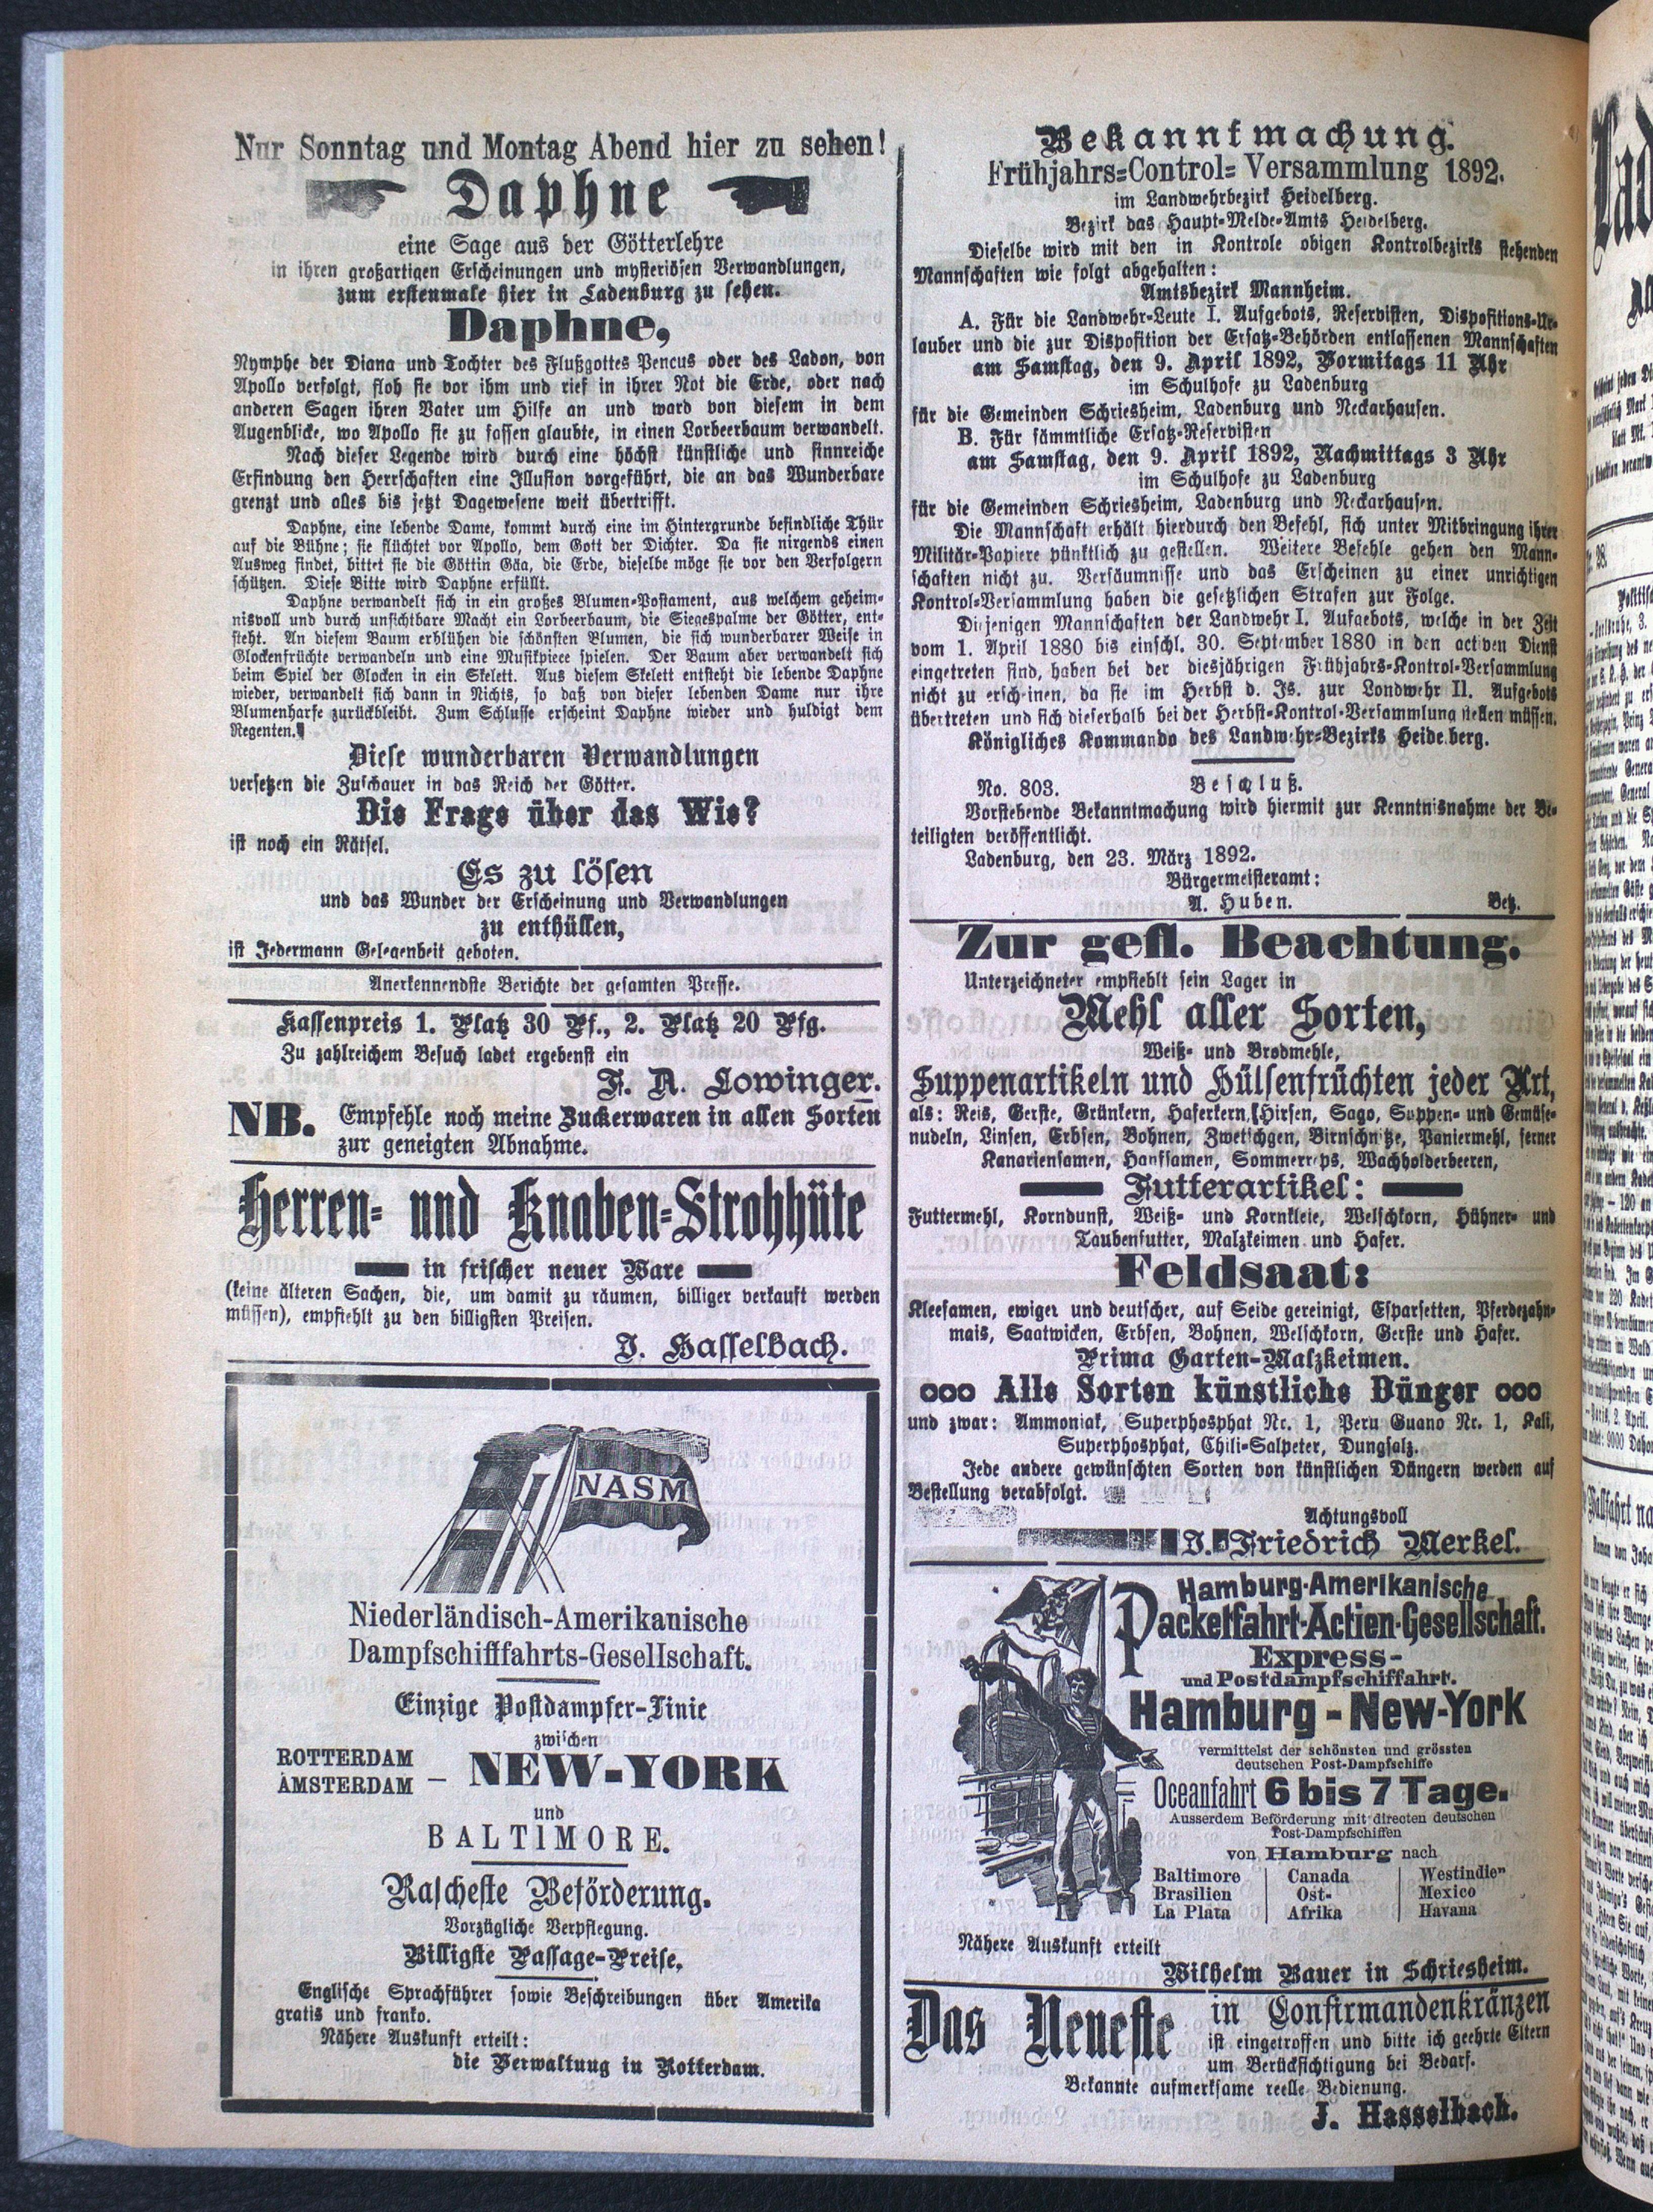 Nur Sonntag und Montag Abend hier zu sehen!
Daphne
eine Sage aus der Götterlehre
in ihren großartigen Erscheinungen und mysteriösen Verwandlungen,
zum erstenmale hier in Ladenburg zu sehen.
Daphne,
Nymphe der Diana und Tochter des Flußgottes Pencus oder des Ladon, von
Apollo verfolgt, floh sie vor ihm und rief in ihrer Not die Erde, oder nach
anderen Sagen ihren Vater um Hilfe an und ward von diesem in dem
Augenblicke, wo Apollo sie zu fassen glaubte, in einen Lorbeerbaum verwandelt.
Nach dieser Legende wird durch eine höchst künstliche und sinnreiche
Erfindung den Herrschaften eine Illusion vorgeführt, die an das Wunderbare
grenzt und alles bis jetzt Dagewesene weit übertrifft.
Daphne, eine lebende Dame, kommt durch eine im Hintergrunde befindliche Thür
auf die Bühne; sie flüchtet vor Apollo, dem Gott der Dichter. Da sie nirgends einen
Ausweg findet, bittet sie die Göttin Gäa, die Erde, dieselbe möge sie vor den Verfolgern
schützen. Diese Bitte wird Daphne erfüllt.
Daphne verwandelt sich in ein großes Blumen-Postament, aus welchem geheim-
nisvoll und durch unsichtbare Macht ein Lorbeerbaum, die Siegespalme der Götter, ent-
steht. An diesem Baum erblühen die schönsten Blumen, die sich wunderbarer Weise in
Glockenfrüchte verwandeln und eine Musikpiece spielen. Der Baum aber verwandelt sich
beim Spiel der Glocken in ein Skelett. Aus diesem Skelett entsteht die lebende Daphne
wieder, verwandelt sich dann in Nichts, so daß von dieser lebenden Dame nur ihre
Blumenharfe zurückbleibt. Zum Schlusse erscheint Daphne wieder und huldigt dem
Regenten.
Diese wunderbaren Verwandlungen
versetzen die Zuschauer in das Reich der Götter.
Die Frage über das Wie?
ist noch ein Rätsel.
Es zu lösen
und das Wunder der Erscheinung und Verwandlungen
zu enthüllen,
ist Jedermann Gelegenheit geboten.
Anerkennendste Berichte der gesamten Presse.
Kassenpreis 1. Platz 30 Pf., 2. Platz 20 Pfg.
Zu zahlreichem Besuch ladet ergebenst ein
F. A. Lowinger.
NB. Empfehle noch meine Zuckerwaren in allen Sorten
zur geneigten Abnahme.
Herren- und Knaben-Strohhüte
in frischer neuer Ware
(keine älteren Sachen, die, um damit zu räumen, billiger verkauft werden
müssen), empfiehlt zu den billigsten Preisen.
J. Hasselbach.
NASM
Niederländisch-Amerikanische
Dampfschifffahrts-Gesellschaft.
Einzige Postdampfer-Linie
zwischen
ROTTERDAM
AMSTERDAM – NEW-YORK
und
BALTIMORE.
Rascheste Beförderung.
Vorzügliche Verpflegung.
Billigste Passage-Preise.
Englische Sprachführer sowie Beschreibungen über Amerika
gratis und franko.
Nähere Auskunft erteilt:
die Verwaltung in Rotterdam.
Bekanntmachung.
Frühjahrs-Control-Versammlung 1892.
im Landwehrbezirk Heidelberg.
Bezirk das Haupt-Melde-Amts Heidelberg.
Dieselbe wird mit den in Kontrole obigen Kontrolbezirks stehenden
Mannschaften wie folgt abgehalten:
Amtsbezirk Mannheim.
A. Für die Landwehr-Leute I. Aufgebots, Reservisten, Dispositions-Ur-
lauber und die zur Disposition der Ersatz-Behörden entlassenen Mannschaften
am Samstag, den 9. April 1892, Vormitags 11 Uhr
im Schulhofe zu Ladenburg
für die Gemeinden Schriesheim, Ladenburg und Neckarhausen.
B. Für sämmtliche Ersatz-Reservisten
am Samstag, den 9. April 1892, Nachmittags 3 Uhr
im Schulhofe zu Ladenburg
für die Gemeinden Schriesheim, Ladenburg und Neckarhausen.
Die Mannschaft erhält hierdurch den Befehl, sich unter Mitbringung ihrer
Militär-Papiere pünktlich zu gestellen. Weitere Befehle gehen den Mann-
schaften nicht zu. Versäumnisse und das Erscheinen zu einer unrichtigen
Kontrol-Versammlung haben die gesetzlichen Strafen zur Folge.
Diejenigen Mannschaften der Landwehr I. Aufgebots, welche in der Zeit
vom 1. April 1880 bis einschl. 30. September 1880 in den activen Dienst
eingetreten sind, haben bei der diesjährigen Frühjahrs-Kontrol-Versammlung
nicht zu erscheinen, da sie im Herbst d. Js. zur Landwehr II. Aufgebots
übertreten und sich dieserhalb bei der Herbst-Kontrol-Versammlung stellen müssen.
Königliches Kommando des Landwehr-Bezirks Heidelberg.
No. 803. Beschluß.
Vorstehende Bekanntmachung wird hiermit zur Kenntnisnahme der Be-
teiligten veröffentlicht.
Ladenburg, den 23. März 1892.
Bürgermeisteramt:
A. Huben. Betz.
Zur gefl. Beachtung.
Unterzeichneter empfiehlt sein Lager in
Mehl aller Sorten,
Weiß- und Brodmehle,
Suppenartikeln und Hülsenfrüchten jeder Art,
als: Reis, Gerste, Grünkern, Haferkern, Hirsen, Sago, Suppen- und Gemüse-
nudeln, Linsen, Erbsen, Bohnen, Zwetschgen, Birnschnitze, Paniermehl, ferner
Kanariensamen, Hanfsamen, Sommerreps, Wachholderbeeren,
Futterartikel:
Futtermehl, Korndunst, Weiß- und Kornkleie, Welschkorn, Hühner- und
Taubenfutter, Malzkeimen und Hafer.
Feldsaat:
Kleesamen, ewiger und deutscher, auf Seide gereinigt, Esparsetten, Pferdezahn-
mais, Saatwicken, Erbsen, Bohnen, Welschkorn, Gerste und Hafer.
Prima Garten-Malzkeimen.
ooo Alle Sorten künstliche Dünger ooo
und zwar: Ammoniak, Superphosphat Nr. 1, Peru Guano Nr. 1, Kali,
Superphosphat, Chili-Salpeter, Dungsalz.
Jede andere gewünschten Sorten von künstlichen Düngern werden auf
Bestellung verabfolgt.
Achtungsvoll
J. Friedrich Merkel.
Hamburg-Amerikanische
Packetfahrt-Actien-Gesellschaft.
Express-
und Postdampfschiffahrt.
Hamburg - New-York
vermittelst der schönsten und grössten
deutschen Post-Dampfschiffe
Oceanfahrt 6 bis 7 Tage.
Ausserdem Beförderung mit directen deutschen
Post-Dampfschiffen
von Hamburg nach
Baltimore Canada Westindien
Brasilien Ost- Mexico
La Plata Afrika Havana
Nähere Auskunft erteilt
Wilhelm Bauer in Schriesheim.
Das Neueste in Confirmandenkränzen
ist eingetroffen und bitte ich geehrte Eltern
um Berücksichtigung bei Bedarf.
Bekannte aufmerksame reelle Bedienung.
J. Hasselbach.